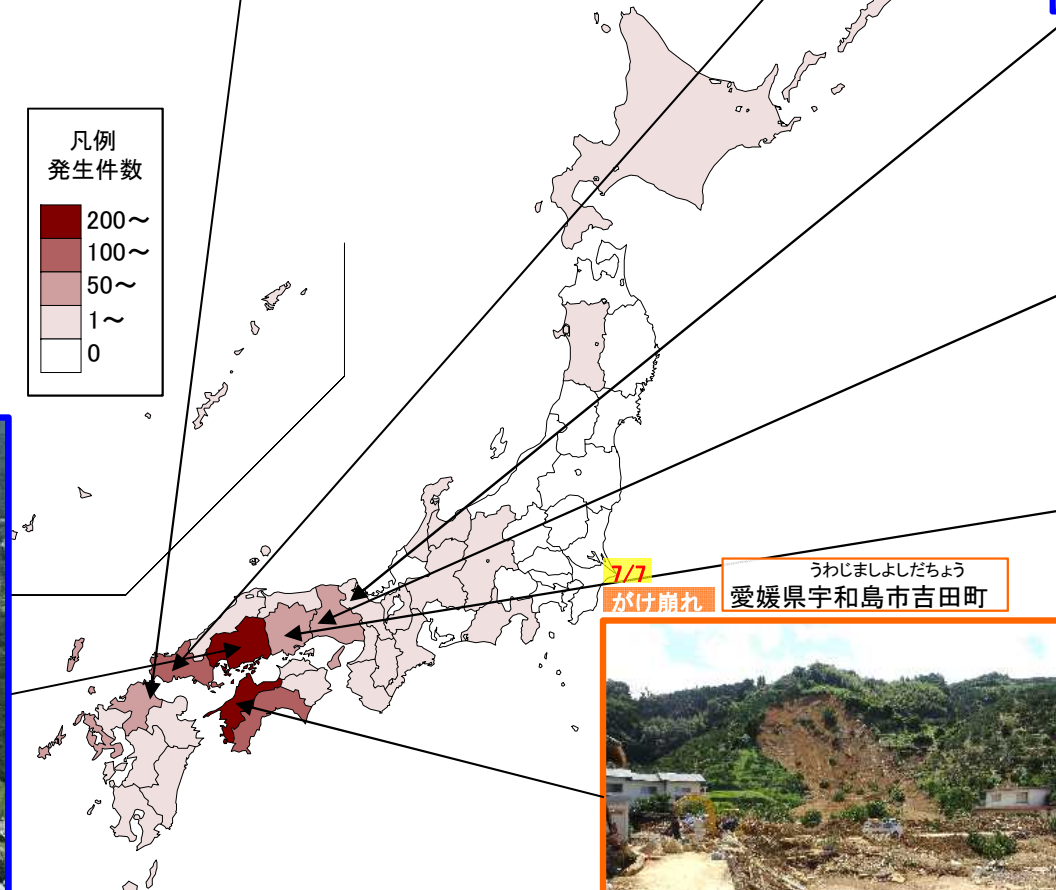 凡例
発生件数
200～
100～
50～
1～
0
7/7
がけ崩れ
うわじましよしだちょう
愛媛県宇和島市吉田町